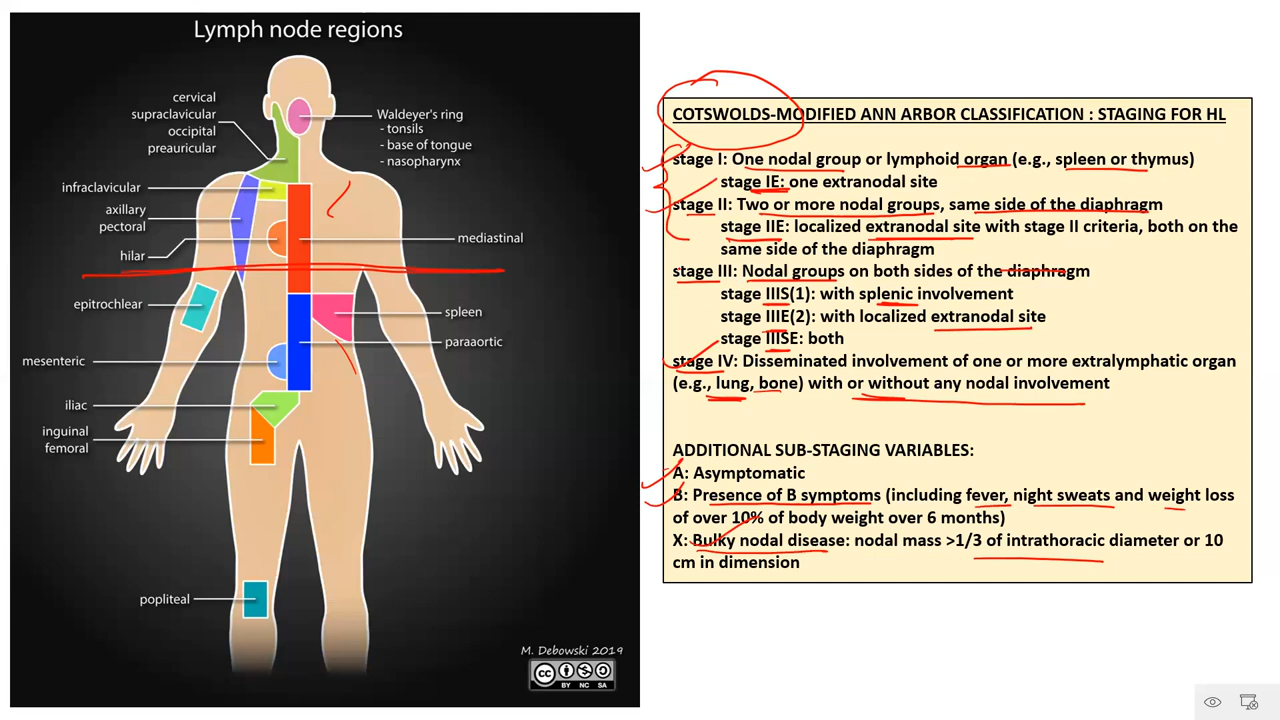 Lymph node regions
cervical
supraclavicular
occipital
preauricular
Waldeyer's ring
- tonsils
- base of tongue
- nasopharynx
infraclavicular
axillary
pectoral
hilar
mediastinal
epitrochlear
spleen
paraaortic
mesenteric
iliac
inguinal
femoral
popliteal
M. Debowski 2019
cc
BY NC SA
COTSWOLDS-MODIFIED ANN ARBOR CLASSIFICATION : STAGING FOR HL
stage I: One nodal group or lymphoid organ (e.g., spleen or thymus)
stage IE: one extranodal site
stage II: Two or more nodal groups, same side of the diaphragm
stage IIE: localized extranodal site with stage II criteria, both on the
same side of the diaphragm
stage III: Nodal groups on both sides of the diaphragm
stage IIIS(1): with splenic involvement
stage IIIE(2): with localized extranodal site
stage IIISE: both
stage IV: Disseminated involvement of one or more extralymphatic organ
(e.g., lung, bone) with or without any nodal involvement
ADDITIONAL SUB-STAGING VARIABLES:
A: Asymptomatic
B: Presence of B symptoms (including fever, night sweats and weight loss
of over 10% of body weight over 6 months)
X: Bulky nodal disease: nodal mass >1/3 of intrathoracic diameter or 10
cm in dimension